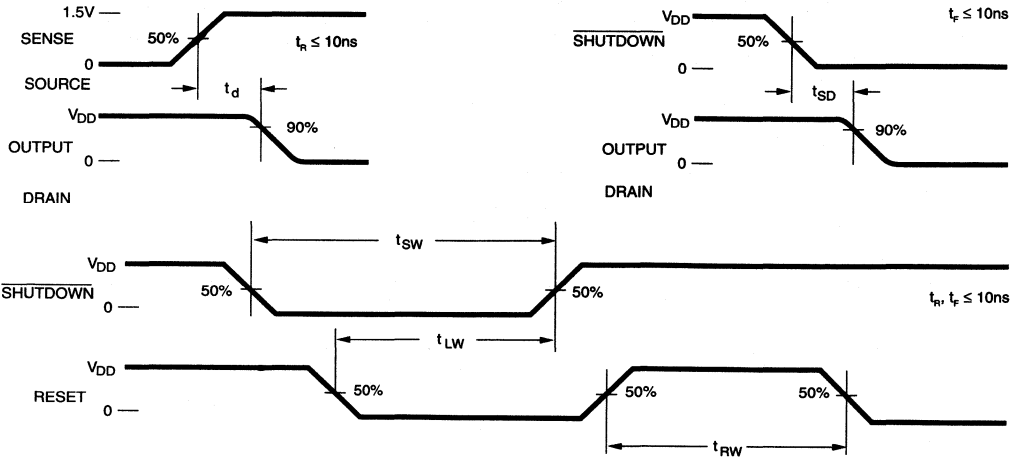 1.5V
SENSE
50%
tR ≤ 10ns
0
SOURCE
td
VDD
90%
OUTPUT
0
DRAIN
VDD
tF ≤ 10ns
SHUTDOWN
50%
0
tSD
VDD
90%
OUTPUT
0
DRAIN
tSW
VDD
SHUTDOWN
50%
50%
0
tR, tF ≤ 10ns
tLW
VDD
RESET
50%
50%
50%
0
tRW